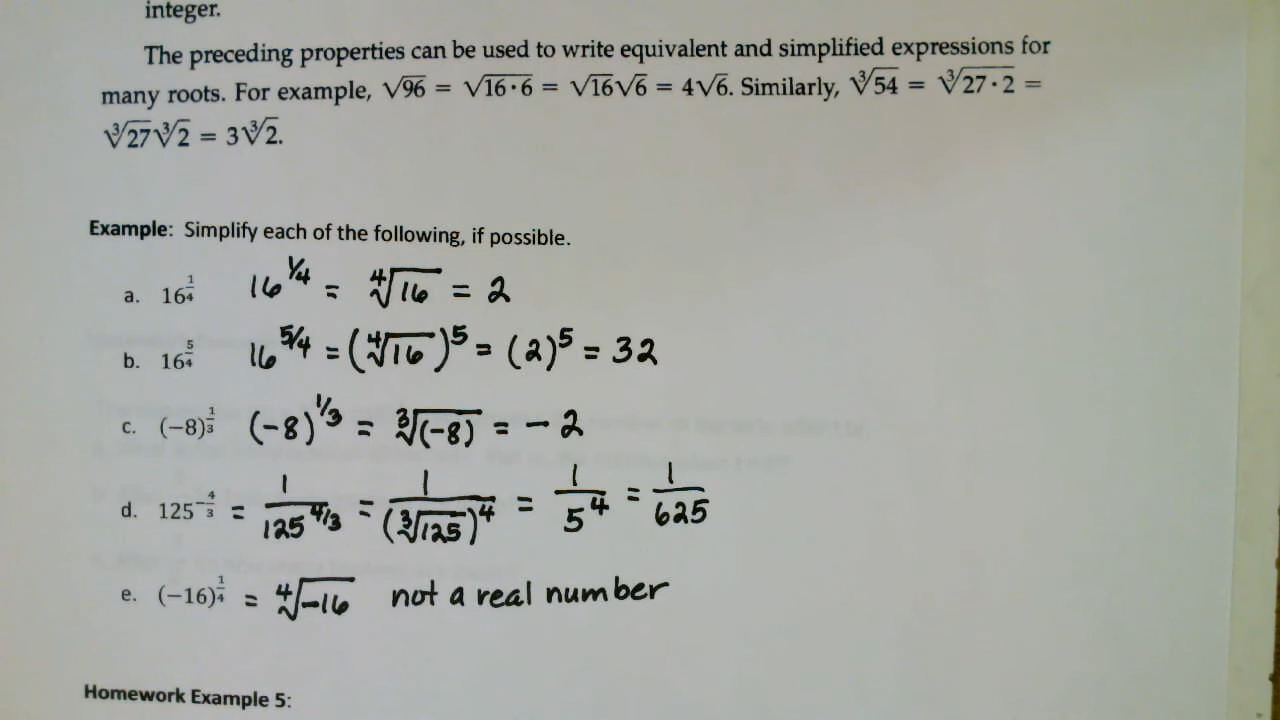 integer.
The preceding properties can be used to write equivalent and simplified expressions for
many roots. For example, √96 = √16·6 = √16√6 = 4√6. Similarly, ∛54 = ∛27·2 =
∛27∛2 = 3∛2.
Example: Simplify each of the following, if possible.
a. 16^(1/4) 16^(1/4) = ∜16 = 2
b. 16^(5/4) 16^(5/4) = (∜16)^5 = (2)^5 = 32
c. (−8)^(1/3) (−8)^(1/3) = ∛(−8) = −2
d. 125^(−4/3) = 1/125^(4/3) = 1/(∛125)^4 = 1/5^4 = 1/625
e. (−16)^(1/4) = ∜−16 not a real number
Homework Example 5: